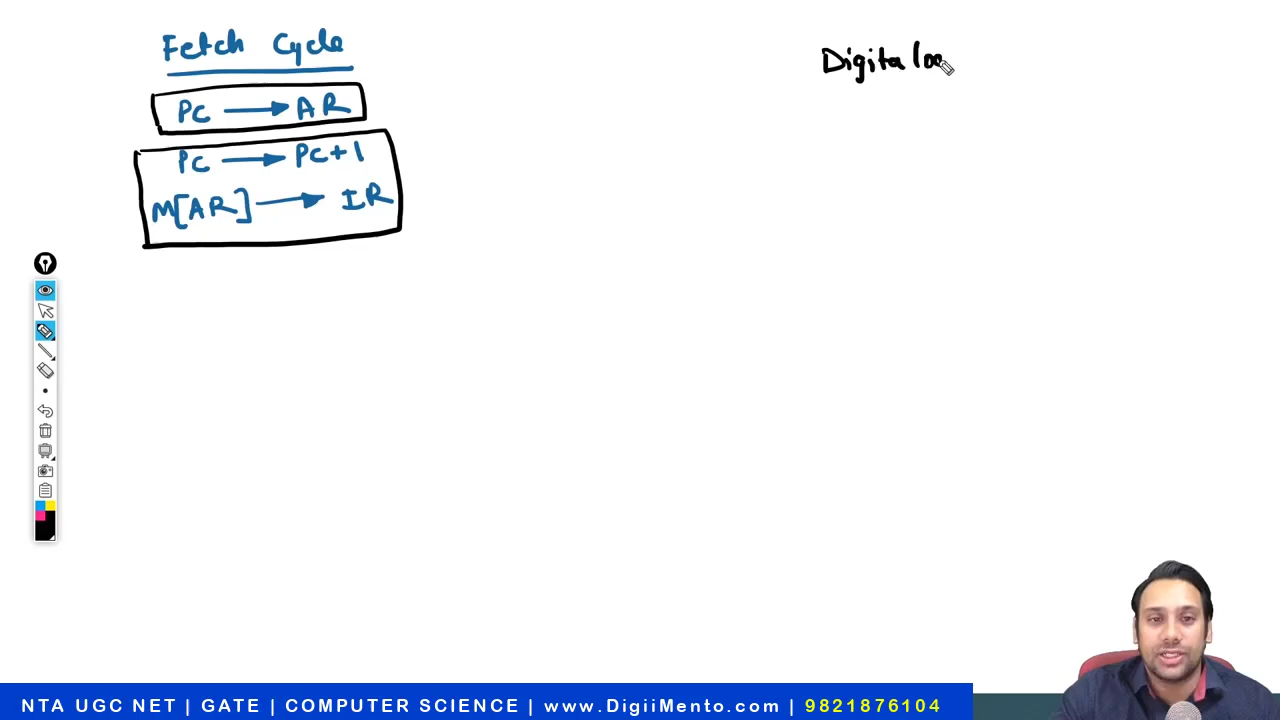 Fetch Cycle
PC → AR
PC → PC+1
M[AR] → IR
Digital
NTA UGC NET | GATE | COMPUTER SCIENCE | www.DigiiMento.com | 9821876104